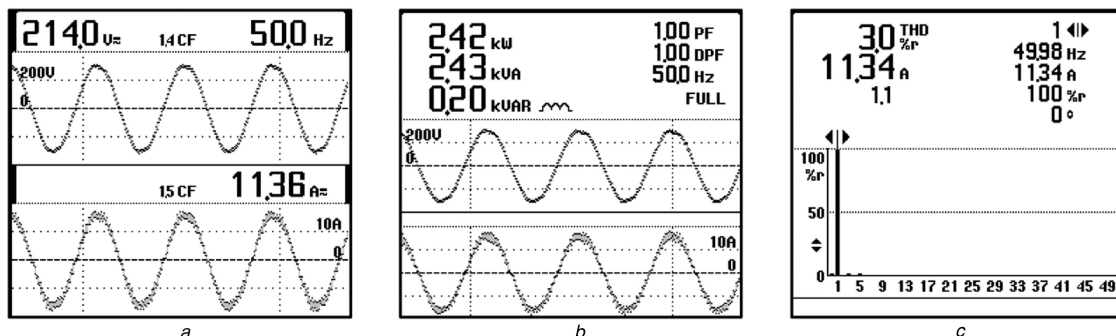 214.0 V≂ 1.4 CF 50.0 Hz
200V
0
1.5 CF 11.36 A≂
10A
0
a
2.42 kW
2.43 kVA
0.20 kVAR
1.00 PF
1.00 DPF
50.0 Hz
FULL
200V
0
10A
0
b
3.0 THD %r
11.34 A
1.1
1
49.98 Hz
11.34 A
100 %r
0 °
100
%r
50
0
1 5 9 13 17 21 25 29 33 37 41 45 49
c